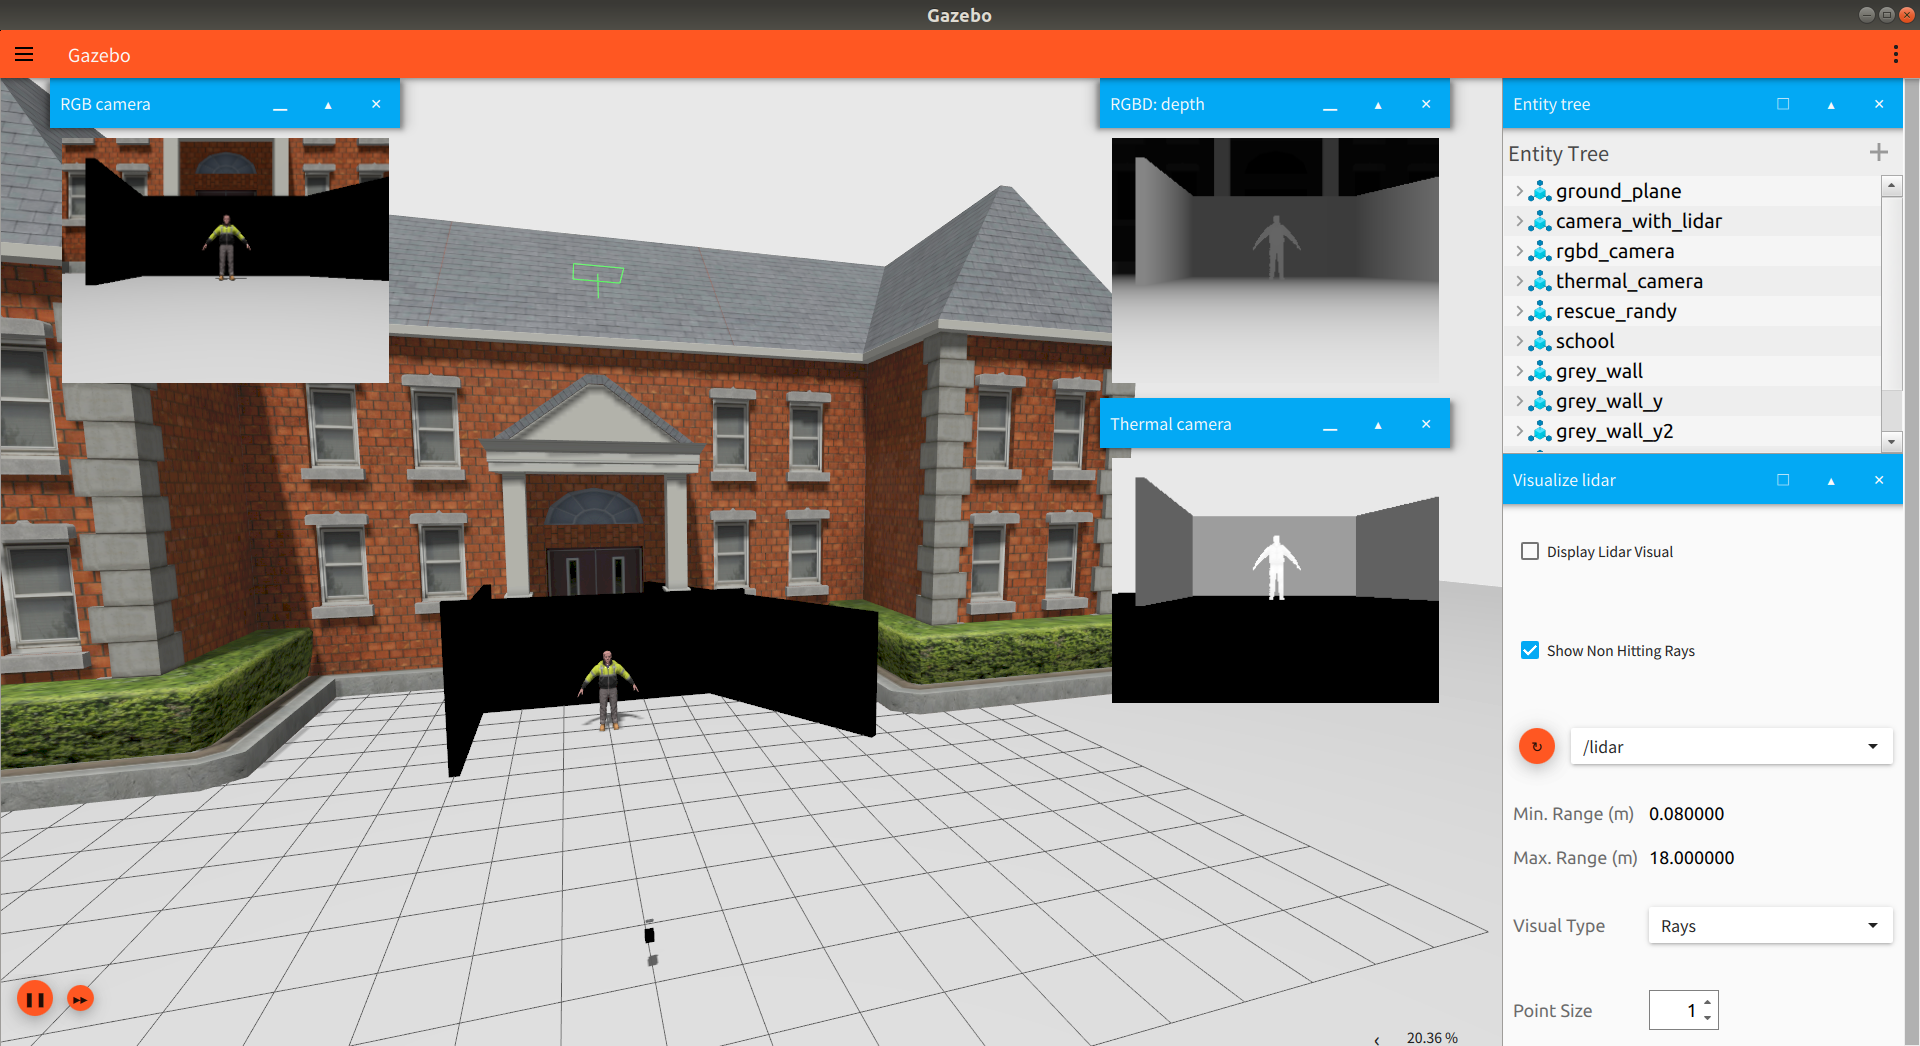 Gazebo
Gazebo
RGB camera
RGBD: depth
Thermal camera
Entity tree
Entity Tree
ground_plane
camera_with_lidar
rgbd_camera
thermal_camera
rescue_randy
school
grey_wall
grey_wall_y
grey_wall_y2
Visualize lidar
Display Lidar Visual
Show Non Hitting Rays
/lidar
Min. Range (m) 0.080000
Max. Range (m) 18.000000
Visual Type Rays
Point Size 1
20.36 %